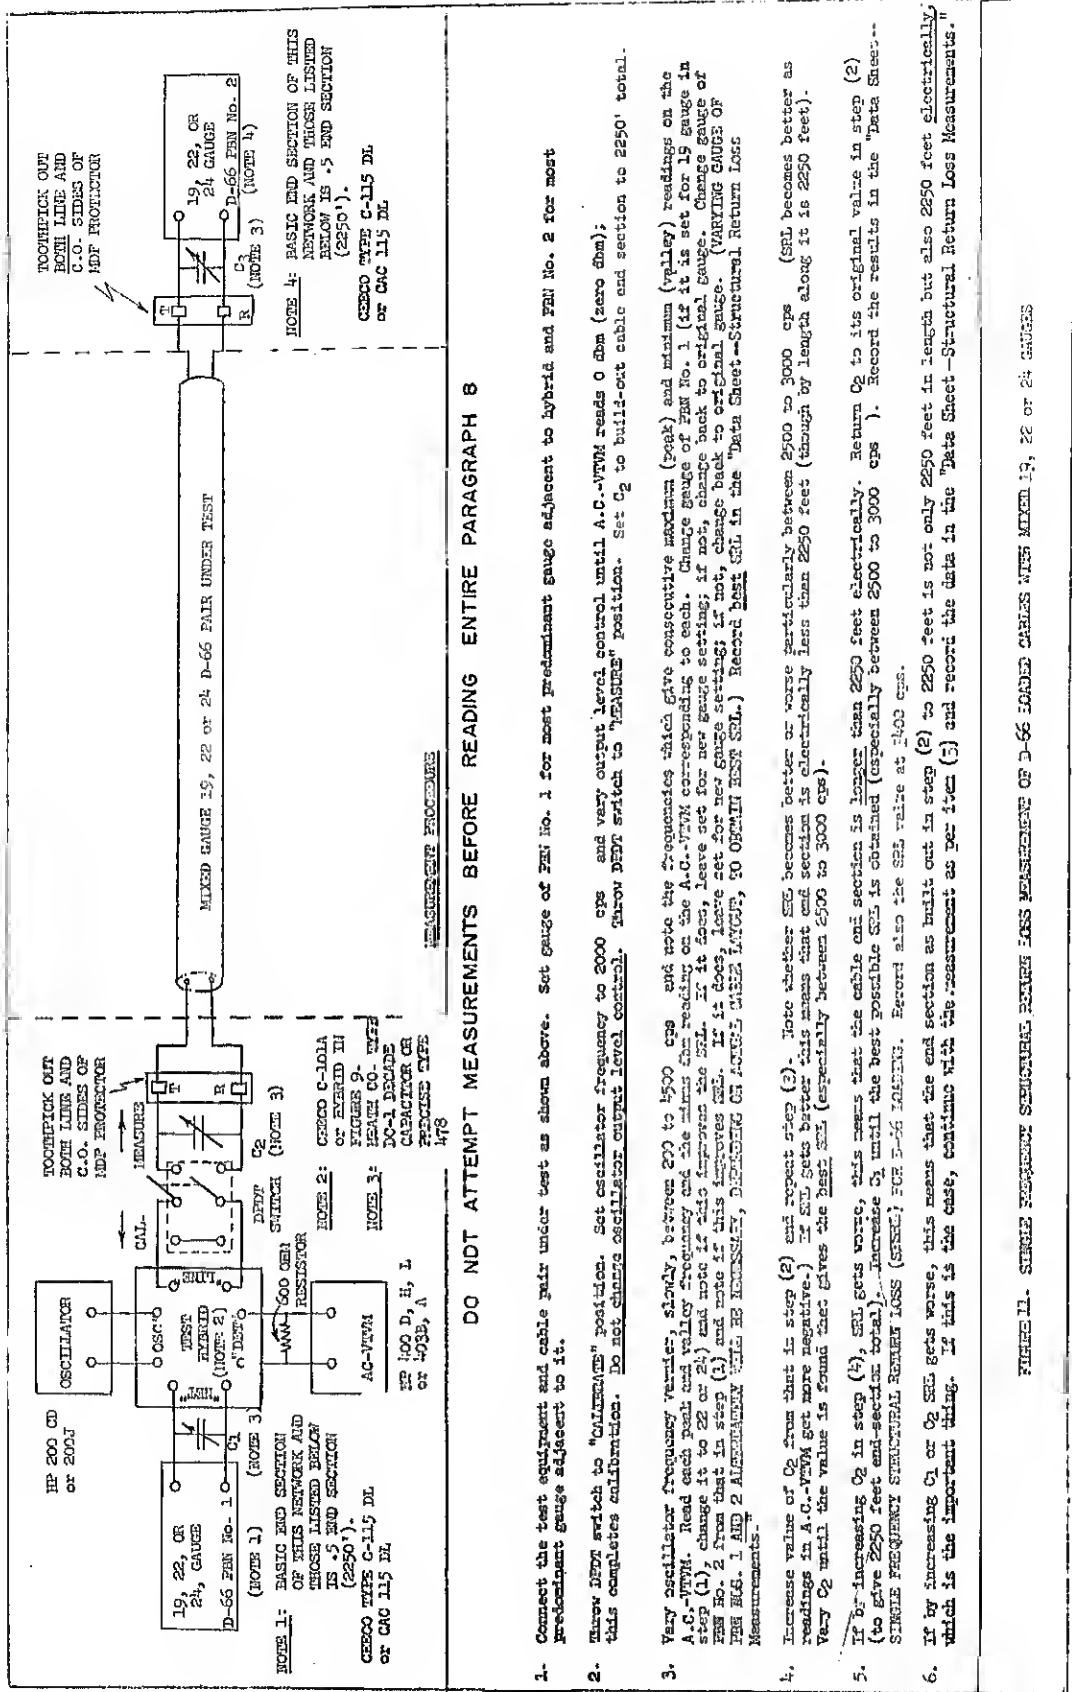 HP 200 CD
or 200J
OSCILLATOR
19, 22, OR
24, GAUGE
D-66 PBN No. 1
(NOTE 1)
C1
(NOTE 3)
"NET"
OSC"
TEST
HYBRID
(NOTE 2)
"DET"
"LINE"
600 OHM
RESISTOR
AC-VTVM
HP 400 D, H, L
or 403B, A
CAL-
MEASURE
DPDT
SWITCH
C2
(NOTE 3)
TOOTHPICK OUT
BOTH LINE AND
C.O. SIDES OF
MDF PROTECTOR
T
R
NOTE 1: BASIC END SECTION
OF THIS NETWORK AND
THOSE LISTED BELOW
IS .5 END SECTION
(2250').
CEECO TYPE C-115 DL
or CAC 115 DL
NOTE 2: CEECO C-101A
or HYBRID IN
FIGURE 9.
NOTE 3: HEATH CO. TYPE
DC-1 DECADE
CAPACITOR OR
PRECISE TYPE
478
MIXED GAUGE 19, 22 or 24 D-66 PAIR UNDER TEST
TOOTHPICK OUT
BOTH LINE AND
C.O. SIDES OF
MDF PROTECTOR
T
R
C3
(NOTE 3)
19, 22, OR
24 GAUGE
D-66 PBN No. 2
(NOTE 4)
NOTE 4: BASIC END SECTION OF THIS
NETWORK AND THOSE LISTED
BELOW IS .5 END SECTION
(2250').
CEECO TYPE C-115 DL
or CAC 115 DL
MEASUREMENT PROCEDURE
DO NOT ATTEMPT MEASUREMENTS BEFORE READING ENTIRE PARAGRAPH 8
1. Connect the test equipment and cable pair under test as shown above. Set gauge of PBN No. 1 for most predominant gauge adjacent to hybrid and PBN No. 2 for most
predominant gauge adjacent to it.
2. Throw DPDT switch to "CALIBRATE" position. Set oscillator frequency to 2000 cps and vary output level control until A.C.-VTVM reads 0 dbm (zero dbm);
this completes calibration. Do not change oscillator output level control. Throw DPDT switch to "MEASURE" position. Set C2 to build-out cable end section to 2250' total.
3. Vary oscillator frequency vernier, slowly, between 200 to 4500 cps and note the frequencies which give consecutive maximum (peak) and minimum (valley) readings on the
A.C.-VTVM. Read each peak and valley frequency and the minus dbm reading on the A.C.-VTVM corresponding to each. Change gauge of PBN No. 1 (if it is set for 19 gauge in
step (1), change it to 22 or 24) and note if this improves the SRL. If it does, leave set for new gauge setting; if not, change back to original gauge. Change gauge of
PBN No. 2 from that in step (1) and note if this improves SRL. If it does, leave set for new gauge setting; if not, change back to original gauge. (VARYING GAUGE OF
PBN NOS. 1 AND 2 ALTERNATELY WILL BE NECESSARY, DEPENDING ON ACTUAL CABLE LAYOUT, TO OBTAIN BEST SRL.) Record best SRL in the "Data Sheet--Structural Return Loss
Measurements."
4. Increase value of C2 from that in step (2) and repeat step (3). Note whether SRL becomes better or worse particularly between 2500 to 3000 cps (SRL becomes better as
readings in A.C.-VTVM get more negative.) If SRL gets better this means that end section is electrically less than 2250 feet (though by length along it is 2250 feet).
Vary C2 until the value is found that gives the best SRL (especially between 2500 to 3000 cps).
5. If by increasing C2 in step (4), SRL gets worse, this means that the cable end section is longer than 2250 feet electrically. Return C2 to its original value in step (2)
(to give 2250 feet end-section total). Increase C1 until the best possible SRL is obtained (especially between 2500 to 3000 cps ). Record the results in the "Data Sheet--
SINGLE FREQUENCY STRUCTURAL RETURN LOSS (SFSRL) FOR D-66 LOADING. Record also the SRL value at 3400 cps.
6. If by increasing C1 or C2 SRL gets worse, this means that the end section as built out in step (2) to 2250 feet is not only 2250 feet in length but also 2250 feet electrically,
which is the important thing. If this is the case, continue with the measurement as per item (3) and record the data in the "Data Sheet--Structural Return Loss Measurements."
FIGURE 11. SINGLE FREQUENCY STRUCTURAL RETURN LOSS MEASUREMENT OF D-66 LOADED CABLES WITH MIXED 19, 22 or 24 GAUGES